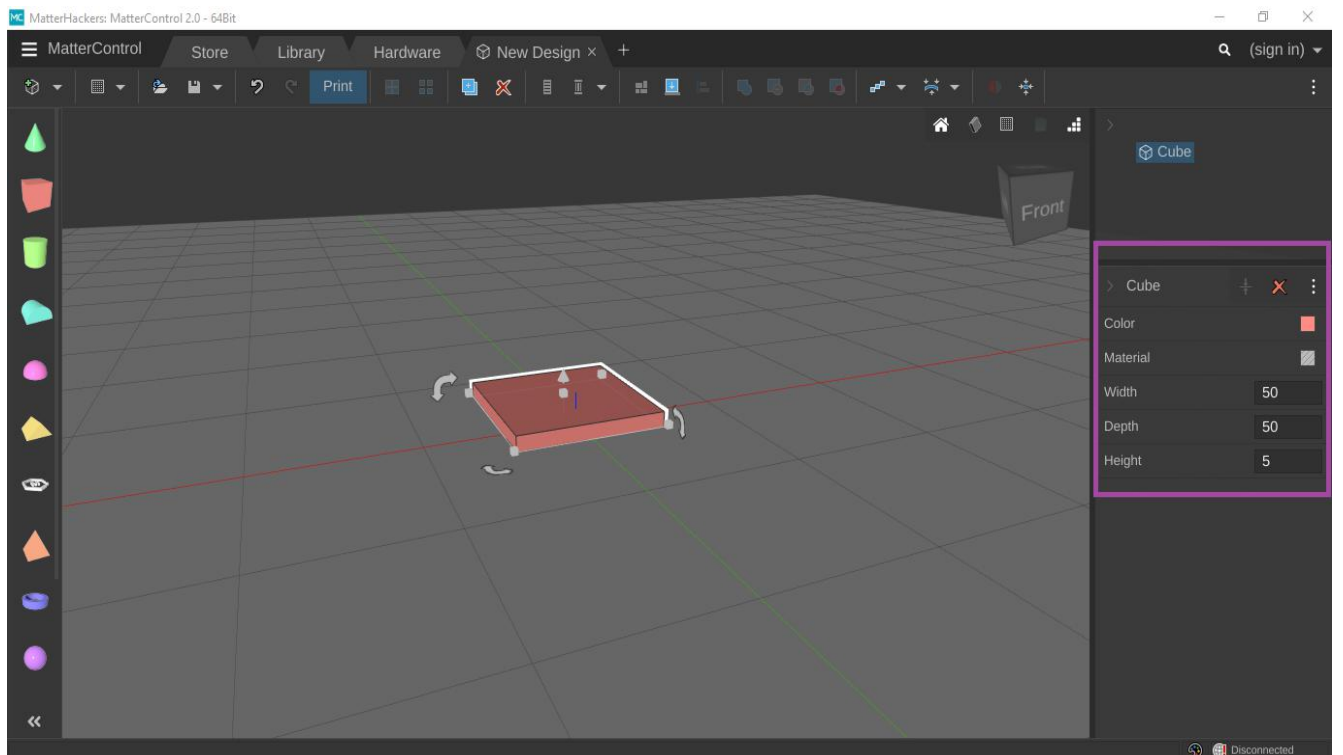 MC MatterHackers: MatterControl 2.0 - 64Bit
MatterControl Store Library Hardware New Design × + (sign in)
Print
Cube
Front
Cube
Color
Material
Width 50
Depth 50
Height 5
Disconnected